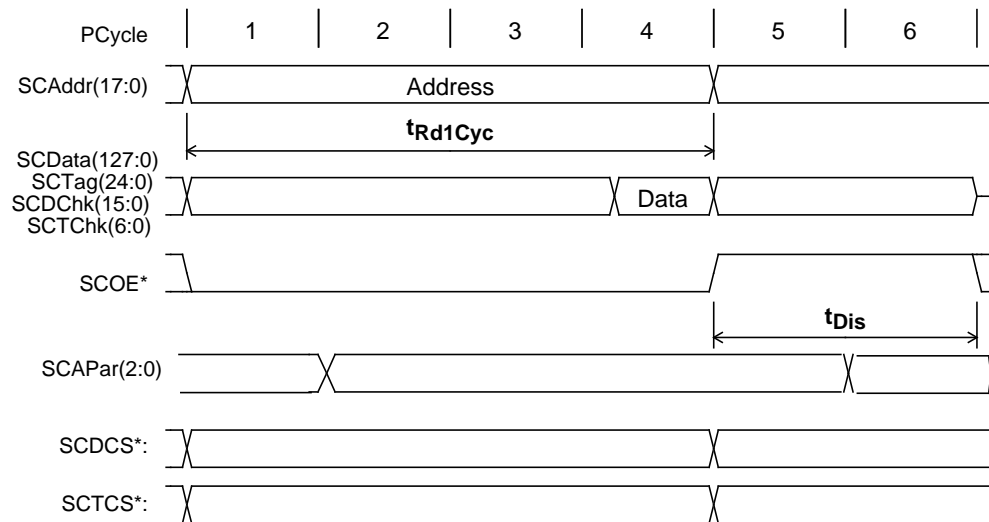 PCycle 1 2 3 4 5 6
SCAddr(17:0) Address
tRd1Cyc
SCData(127:0)
SCTag(24:0)
SCDChk(15:0) Data
SCTChk(6:0)
SCOE*
tDis
SCAPar(2:0)
SCDCS*:
SCTCS*: